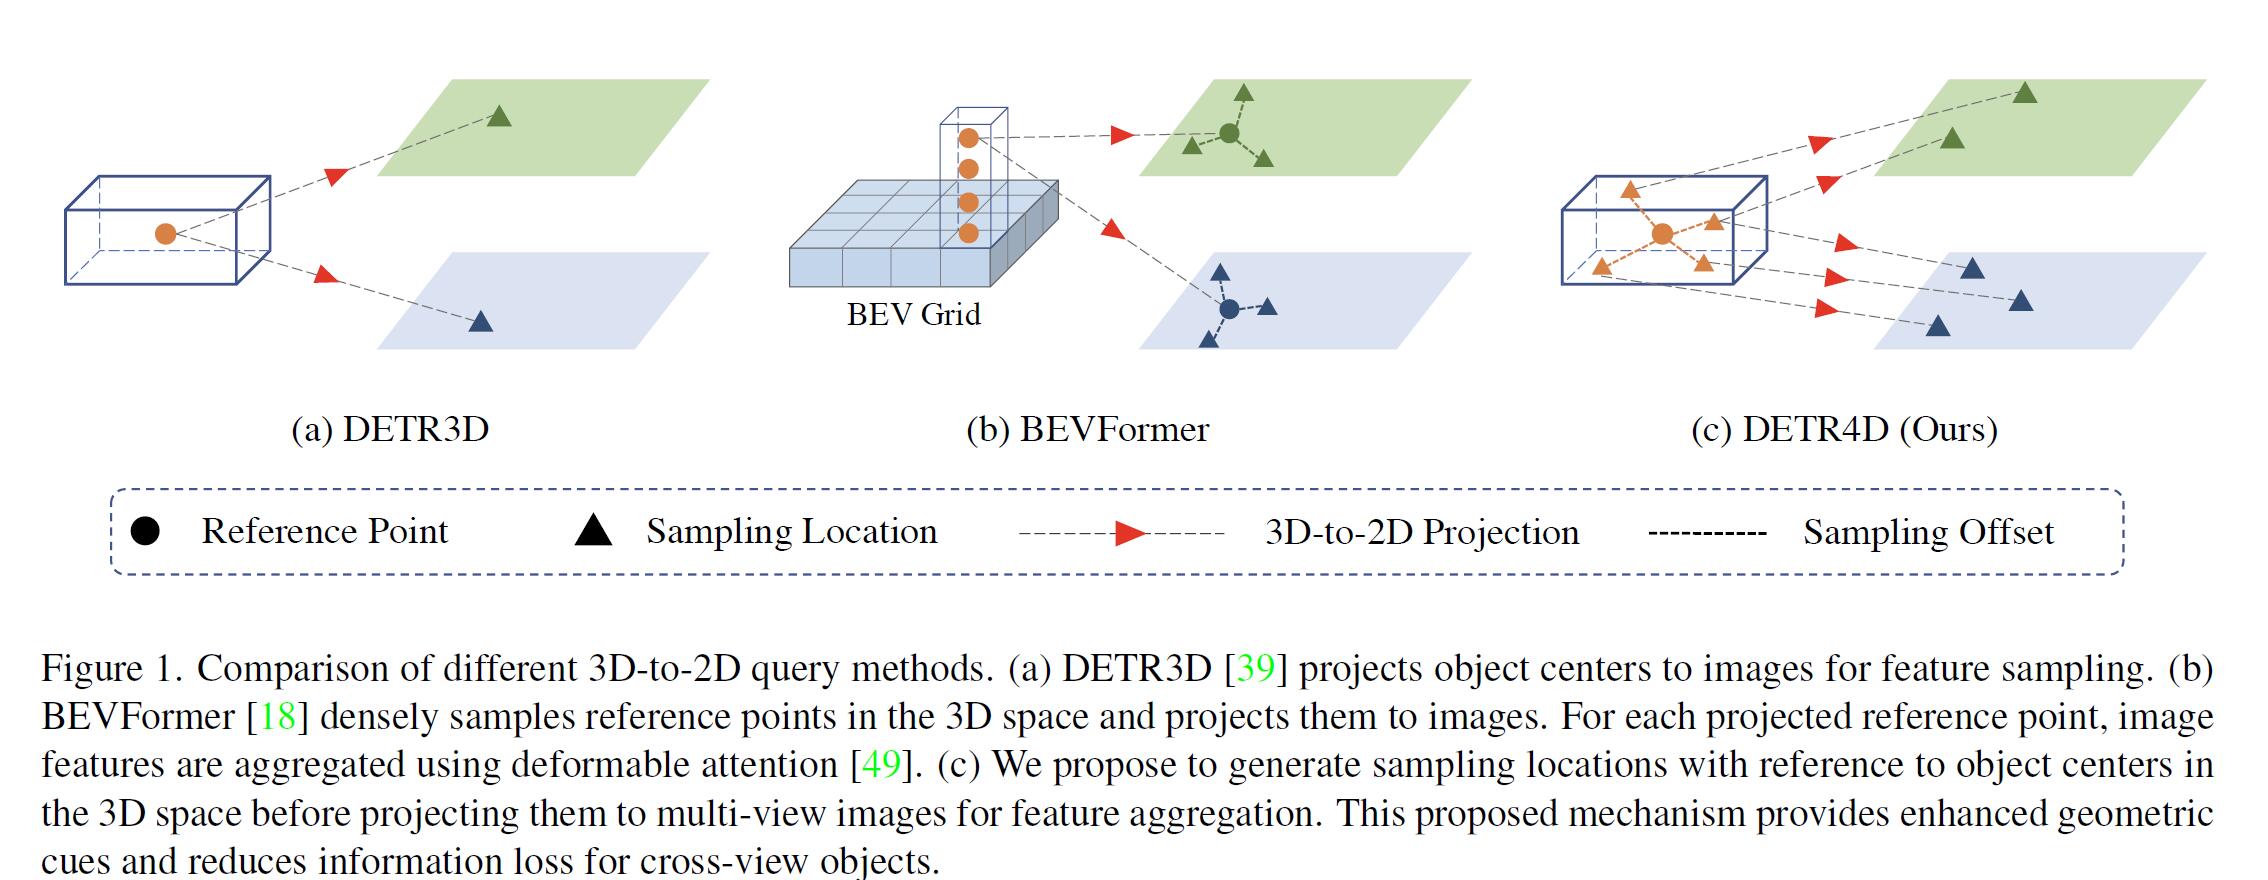 BEV Grid
(a) DETR3D
(b) BEVFormer
(c) DETR4D (Ours)
Reference Point
Sampling Location
3D-to-2D Projection
Sampling Offset
Figure 1. Comparison of different 3D-to-2D query methods. (a) DETR3D [39] projects object centers to images for feature sampling. (b)
BEVFormer [18] densely samples reference points in the 3D space and projects them to images. For each projected reference point, image
features are aggregated using deformable attention [49]. (c) We propose to generate sampling locations with reference to object centers in
the 3D space before projecting them to multi-view images for feature aggregation. This proposed mechanism provides enhanced geometric
cues and reduces information loss for cross-view objects.